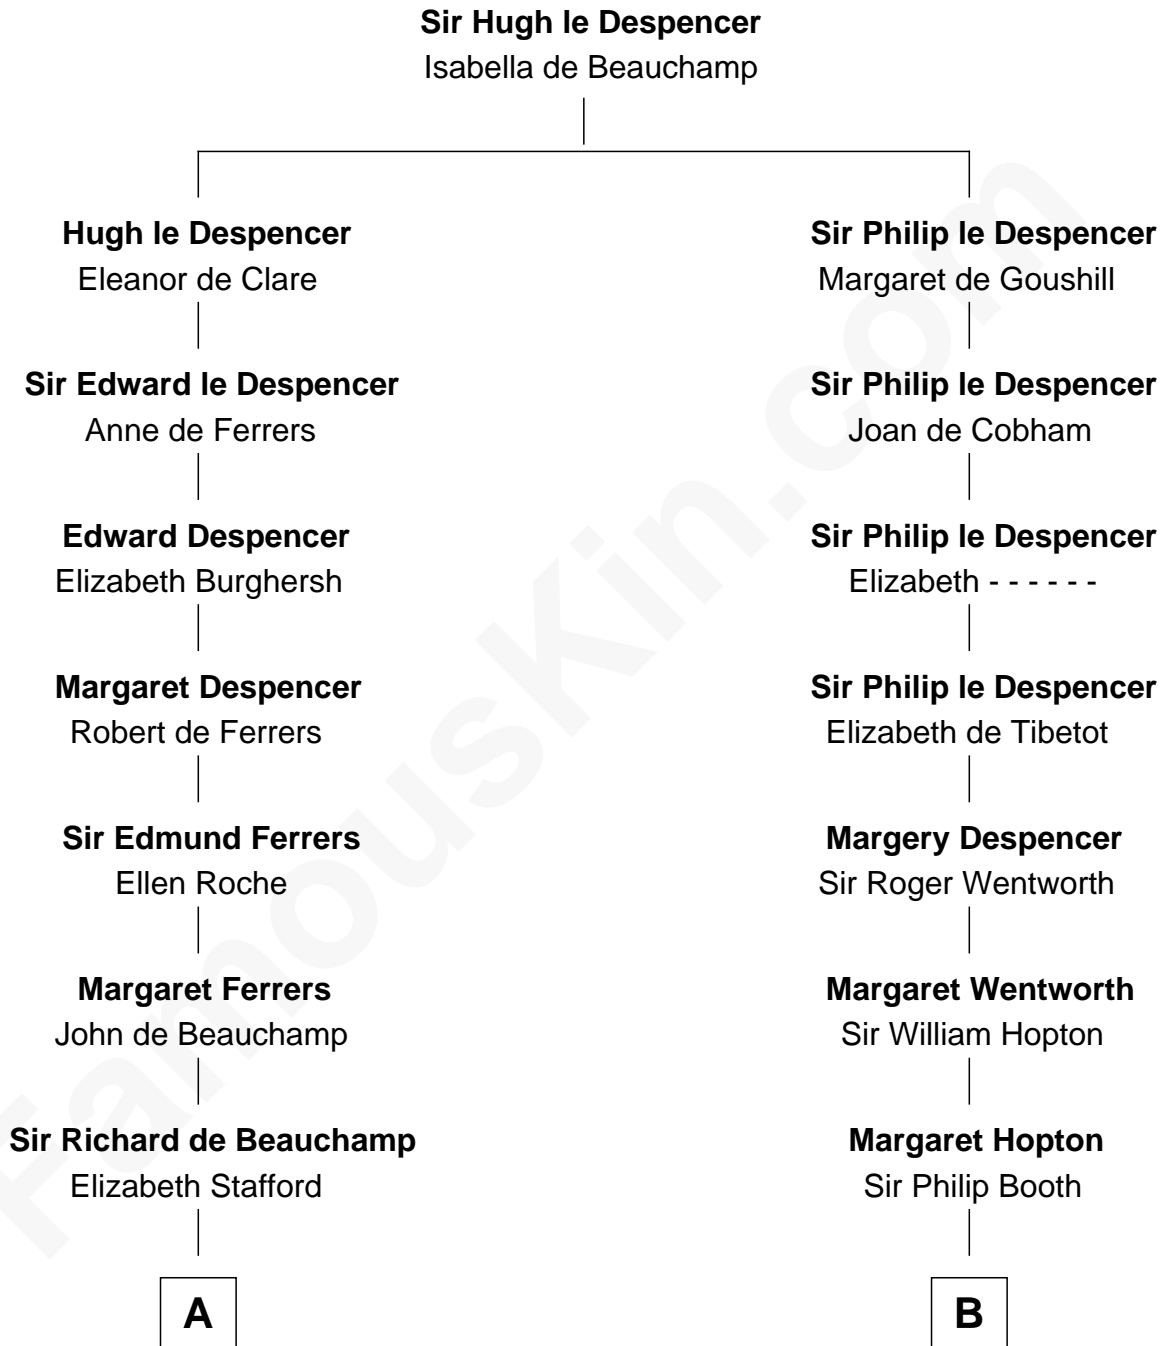 Sir Hugh le Despencer
Isabella de Beauchamp
Hugh le Despencer
Eleanor de Clare
Sir Edward le Despencer
Anne de Ferrers
Edward Despencer
Elizabeth Burghersh
Margaret Despencer
Robert de Ferrers
Sir Edmund Ferrers
Ellen Roche
Margaret Ferrers
John de Beauchamp
Sir Richard de Beauchamp
Elizabeth Stafford
A
Sir Philip le Despencer
Margaret de Goushill
Sir Philip le Despencer
Joan de Cobham
Sir Philip le Despencer
Elizabeth - - - - - -
Sir Philip le Despencer
Elizabeth de Tibetot
Margery Despencer
Sir Roger Wentworth
Margaret Wentworth
Sir William Hopton
Margaret Hopton
Sir Philip Booth
B
FamousKin.com